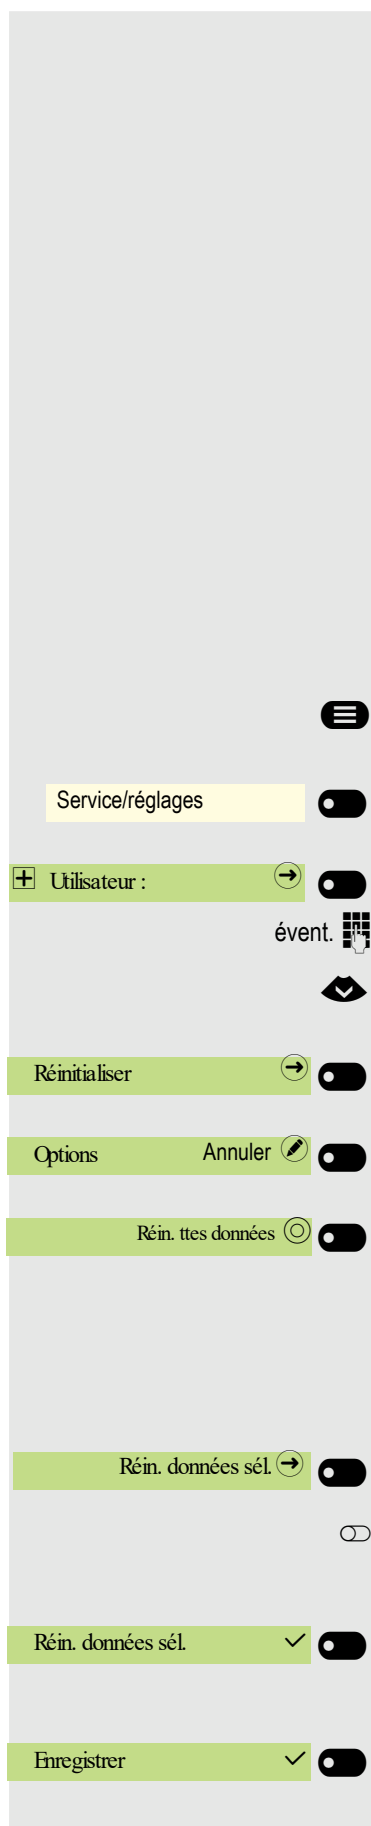 Service/réglages
Utilisateur :
évent.
Réinitialiser
Options Annuler
Réin. ttes données
Réin. données sél.
Réin. données sél.
Enregistrer